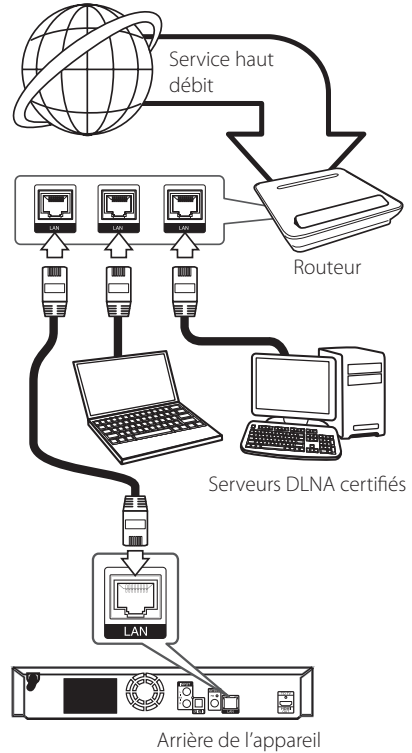 Service haut
débit
LAN
LAN
LAN
Routeur
Serveurs DLNA certifiés
LAN
Arrière de l'appareil